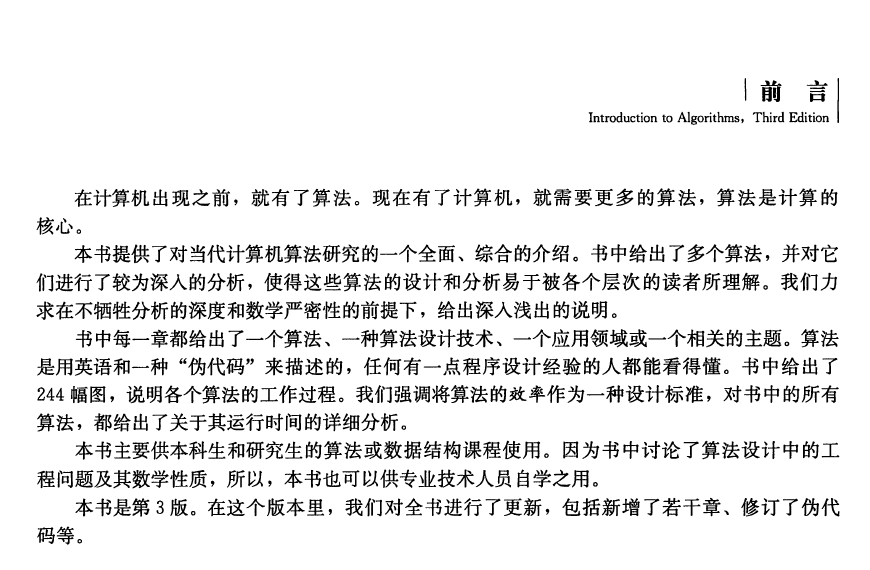 前 言
Introduction to Algorithms, Third Edition
在计算机出现之前，就有了算法。现在有了计算机，就需要更多的算法，算法是计算的
核心。
本书提供了对当代计算机算法研究的一个全面、综合的介绍。书中给出了多个算法，并对它
们进行了较为深入的分析，使得这些算法的设计和分析易于被各个层次的读者所理解。我们力
求在不牺牲分析的深度和数学严密性的前提下，给出深入浅出的说明。
书中每一章都给出了一个算法、一种算法设计技术、一个应用领域或一个相关的主题。算法
是用英语和一种“伪代码”来描述的，任何有一点程序设计经验的人都能看得懂。书中给出了
244 幅图，说明各个算法的工作过程。我们强调将算法的效率作为一种设计标准，对书中的所有
算法，都给出了关于其运行时间的详细分析。
本书主要供本科生和研究生的算法或数据结构课程使用。因为书中讨论了算法设计中的工
程问题及其数学性质，所以，本书也可以供专业技术人员自学之用。
本书是第 3 版。在这个版本里，我们对全书进行了更新，包括新增了若干章、修订了伪代
码等。